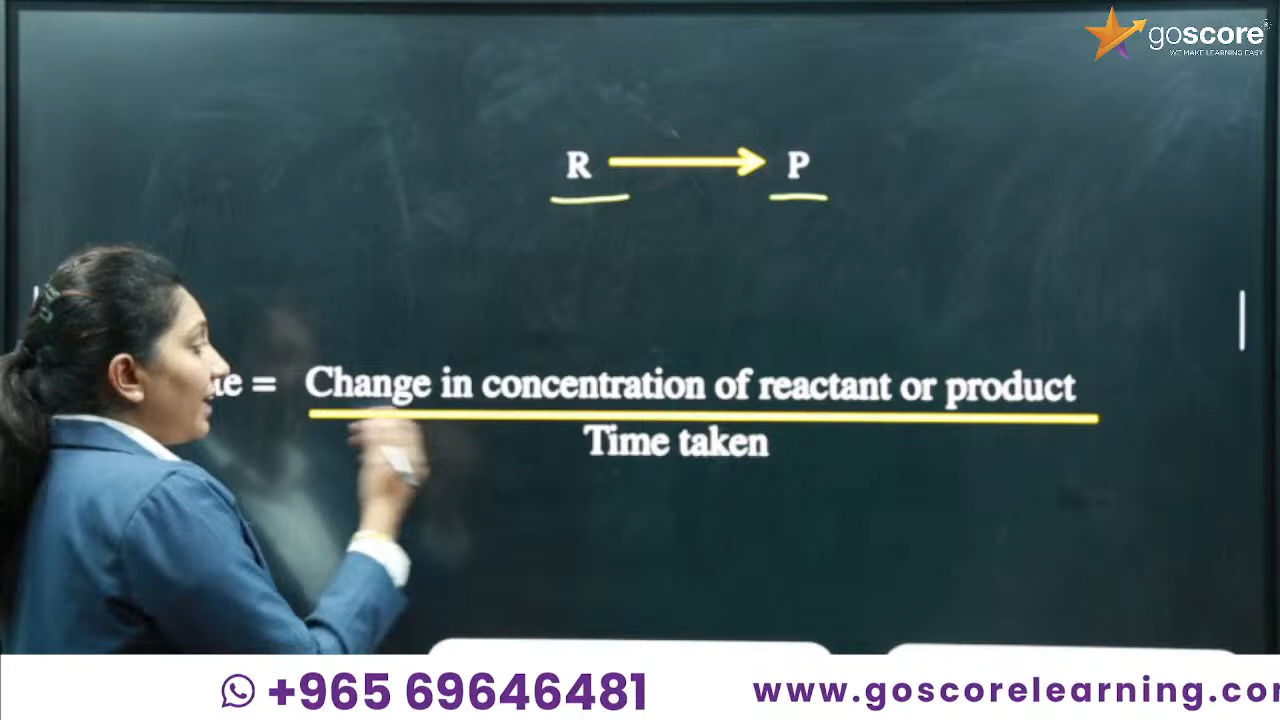 goscore
WE MAKE LEARNING EASY
R P
= Change in concentration of reactant or product
Time taken
+965 69646481
www.goscorelearning.co